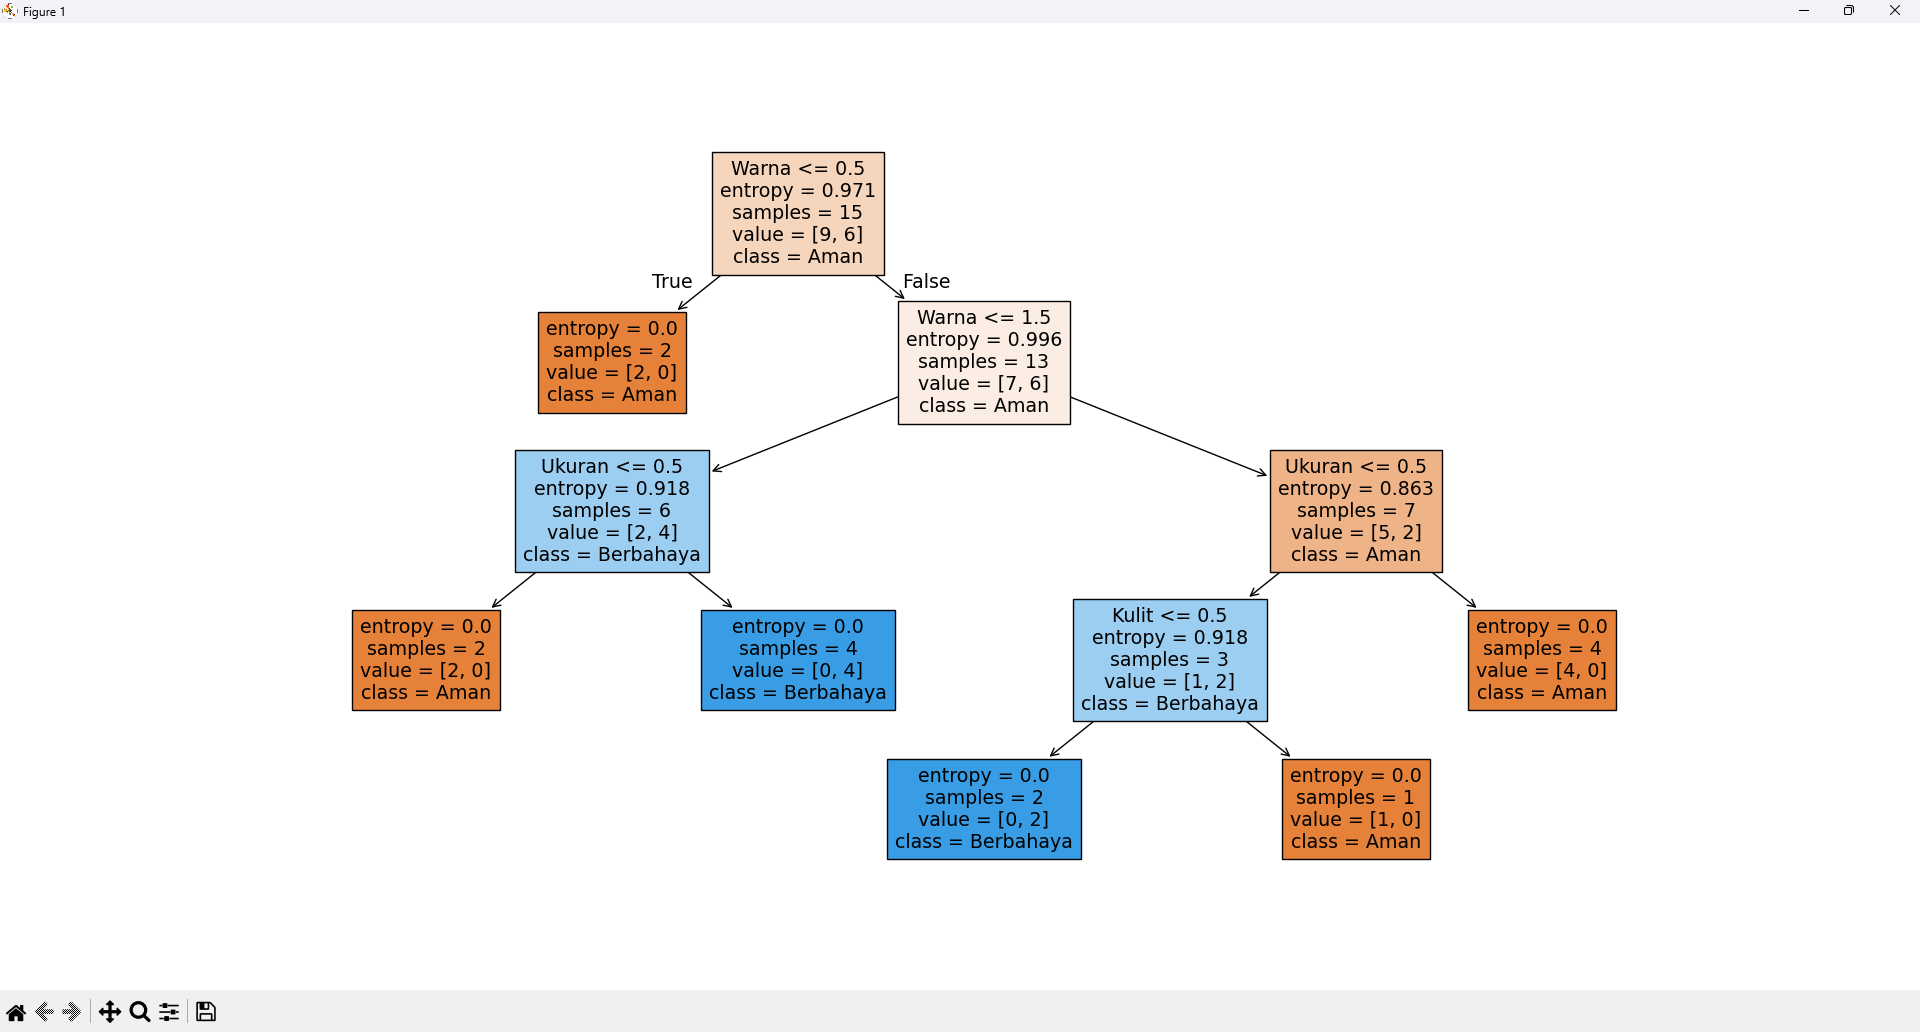 Figure 1
Warna <= 0.5
entropy = 0.971
samples = 15
value = [9, 6]
class = Aman
True
False
entropy = 0.0
samples = 2
value = [2, 0]
class = Aman
Warna <= 1.5
entropy = 0.996
samples = 13
value = [7, 6]
class = Aman
Ukuran <= 0.5
entropy = 0.918
samples = 6
value = [2, 4]
class = Berbahaya
Ukuran <= 0.5
entropy = 0.863
samples = 7
value = [5, 2]
class = Aman
entropy = 0.0
samples = 2
value = [2, 0]
class = Aman
entropy = 0.0
samples = 4
value = [0, 4]
class = Berbahaya
Kulit <= 0.5
entropy = 0.918
samples = 3
value = [1, 2]
class = Berbahaya
entropy = 0.0
samples = 4
value = [4, 0]
class = Aman
entropy = 0.0
samples = 2
value = [0, 2]
class = Berbahaya
entropy = 0.0
samples = 1
value = [1, 0]
class = Aman